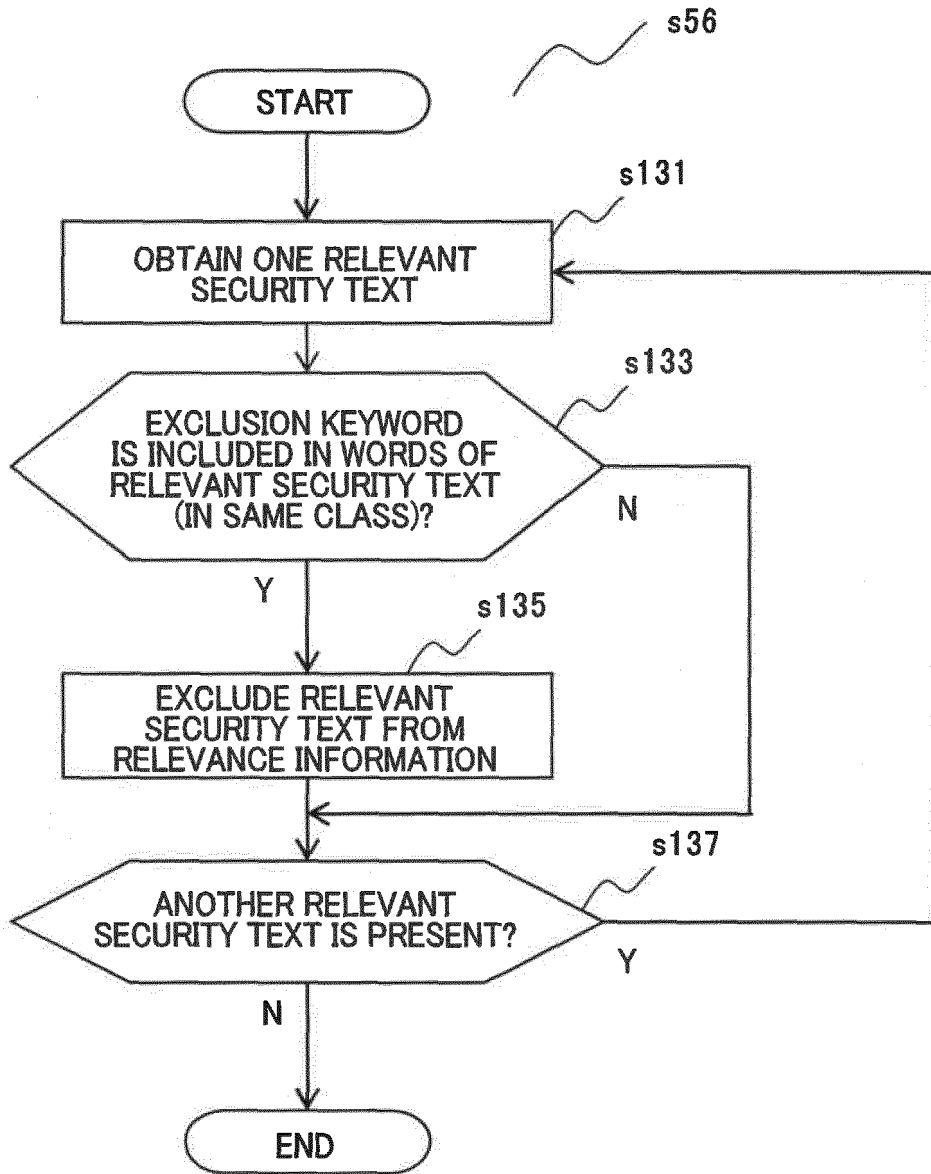 s56
START
s131
OBTAIN ONE RELEVANT
SECURITY TEXT
s133
EXCLUSION KEYWORD
IS INCLUDED IN WORDS OF
RELEVANT SECURITY TEXT
(IN SAME CLASS)?
N
Y
s135
EXCLUDE RELEVANT
SECURITY TEXT FROM
RELEVANCE INFORMATION
s137
ANOTHER RELEVANT
SECURITY TEXT IS PRESENT?
Y
N
END